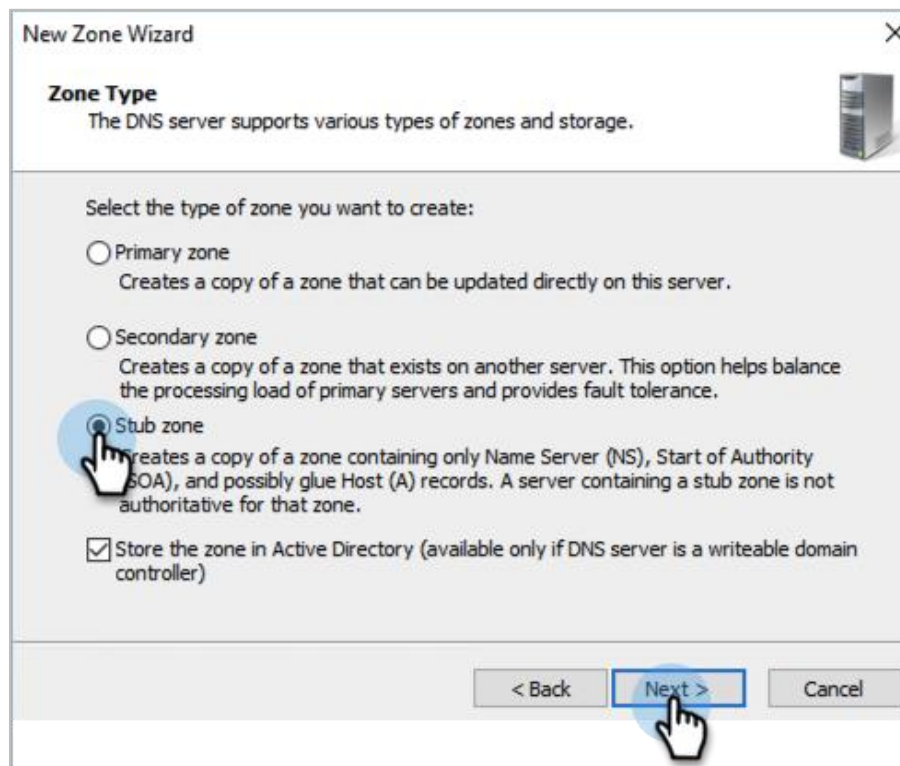 New Zone Wizard
Zone Type
The DNS server supports various types of zones and storage.
Select the type of zone you want to create:
Primary zone
Creates a copy of a zone that can be updated directly on this server.
Secondary zone
Creates a copy of a zone that exists on another server. This option helps balance
the processing load of primary servers and provides fault tolerance.
Stub zone
reates a copy of a zone containing only Name Server (NS), Start of Authority
SOA), and possibly glue Host (A) records. A server containing a stub zone is not
authoritative for that zone.
Store the zone in Active Directory (available only if DNS server is a writeable domain
controller)
< Back
Next >
Cancel